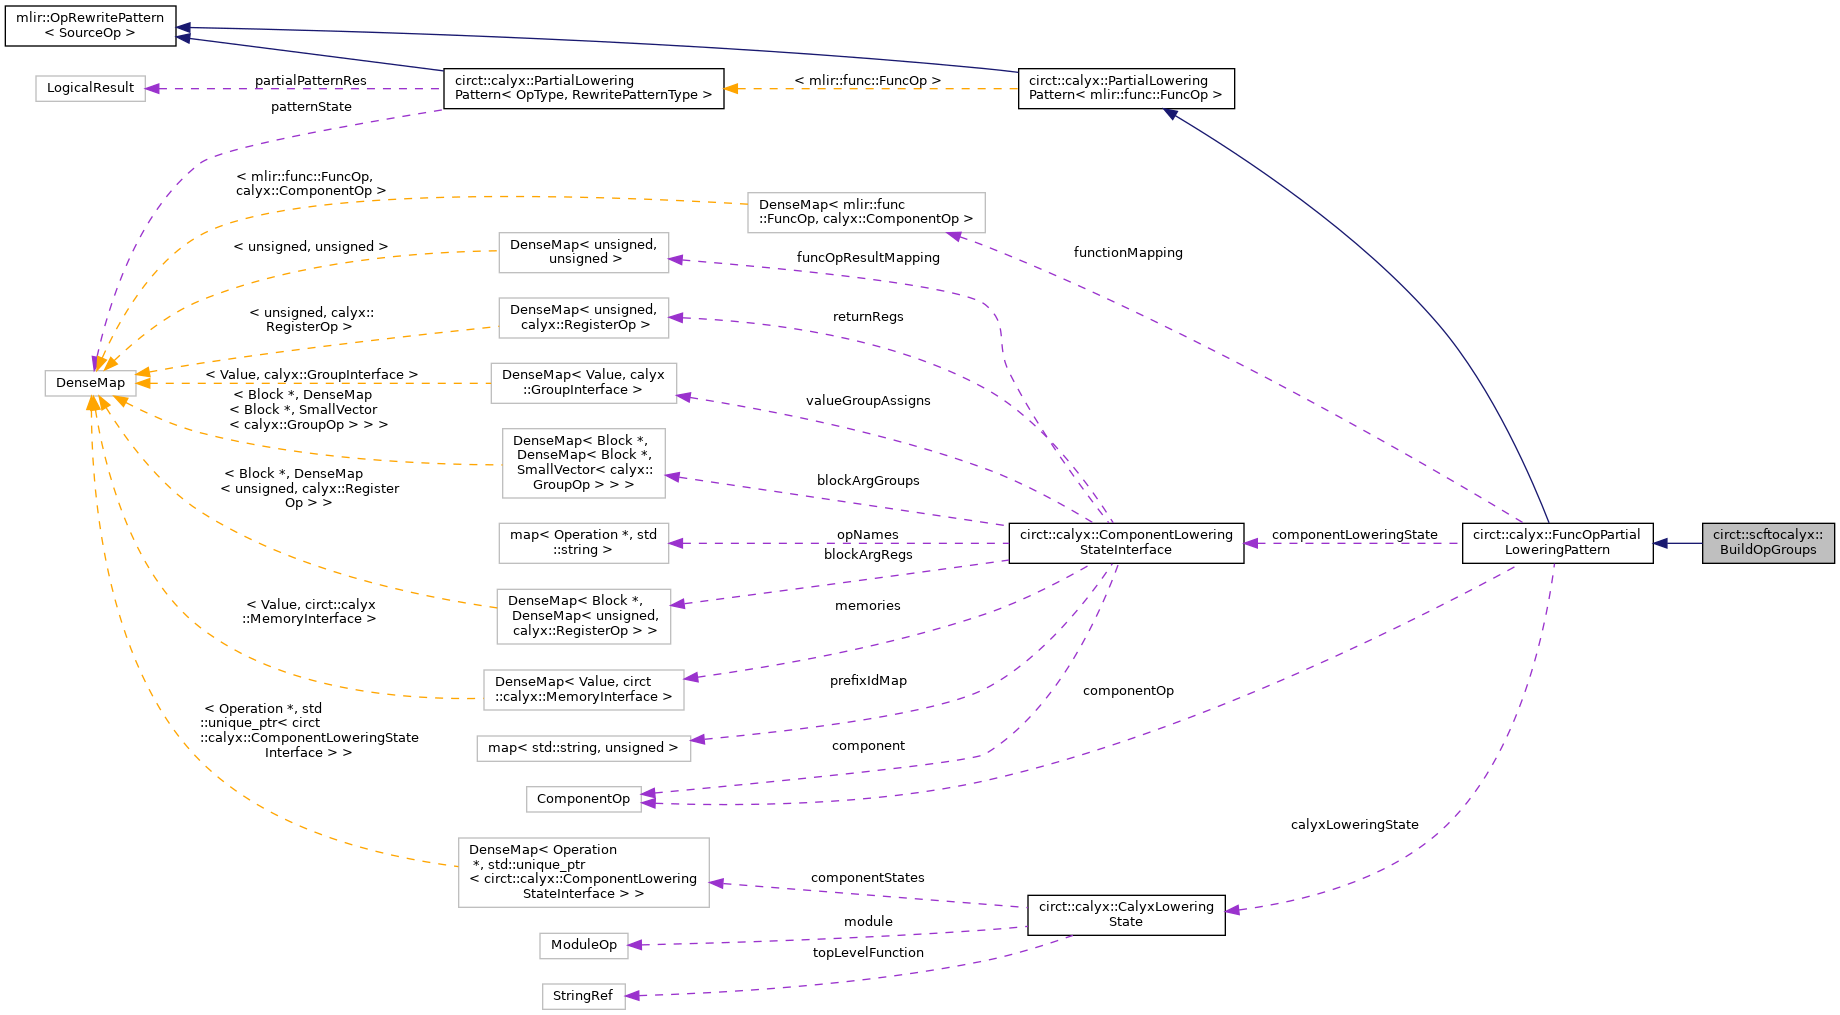 mlir::OpRewritePattern
< SourceOp >
LogicalResult
partialPatternRes
patternState
circt::calyx::PartialLowering
Pattern< OpType, RewritePatternType >
< mlir::func::FuncOp >
circt::calyx::PartialLowering
Pattern< mlir::func::FuncOp >
< mlir::func::FuncOp,
calyx::ComponentOp >
DenseMap< mlir::func
::FuncOp, calyx::ComponentOp >
< unsigned, unsigned >
DenseMap< unsigned,
unsigned >
funcOpResultMapping
functionMapping
< unsigned, calyx::
RegisterOp >
DenseMap< unsigned,
calyx::RegisterOp >
returnRegs
DenseMap
< Value, calyx::GroupInterface >
DenseMap< Value, calyx
::GroupInterface >
valueGroupAssigns
< Block *, DenseMap
< Block *, SmallVector
< calyx::GroupOp > > >
DenseMap< Block *,
DenseMap< Block *,
SmallVector< calyx::
GroupOp > > >
blockArgGroups
< Block *, DenseMap
< unsigned, calyx::Register
Op > >
map< Operation *, std
::string >
opNames
blockArgRegs
circt::calyx::ComponentLowering
StateInterface
componentLoweringState
circt::calyx::FuncOpPartial
LoweringPattern
circt::scftocalyx::
BuildOpGroups
DenseMap< Block *,
DenseMap< unsigned,
calyx::RegisterOp > >
< Value, circt::calyx
::MemoryInterface >
memories
DenseMap< Value, circt
::calyx::MemoryInterface >
prefixIdMap
componentOp
< Operation *, std
::unique_ptr< circt
::calyx::ComponentLoweringState
Interface > >
map< std::string, unsigned >
component
ComponentOp
calyxLoweringState
DenseMap< Operation
*, std::unique_ptr
< circt::calyx::ComponentLowering
StateInterface > >
componentStates
circt::calyx::CalyxLowering
State
module
ModuleOp
topLevelFunction
StringRef